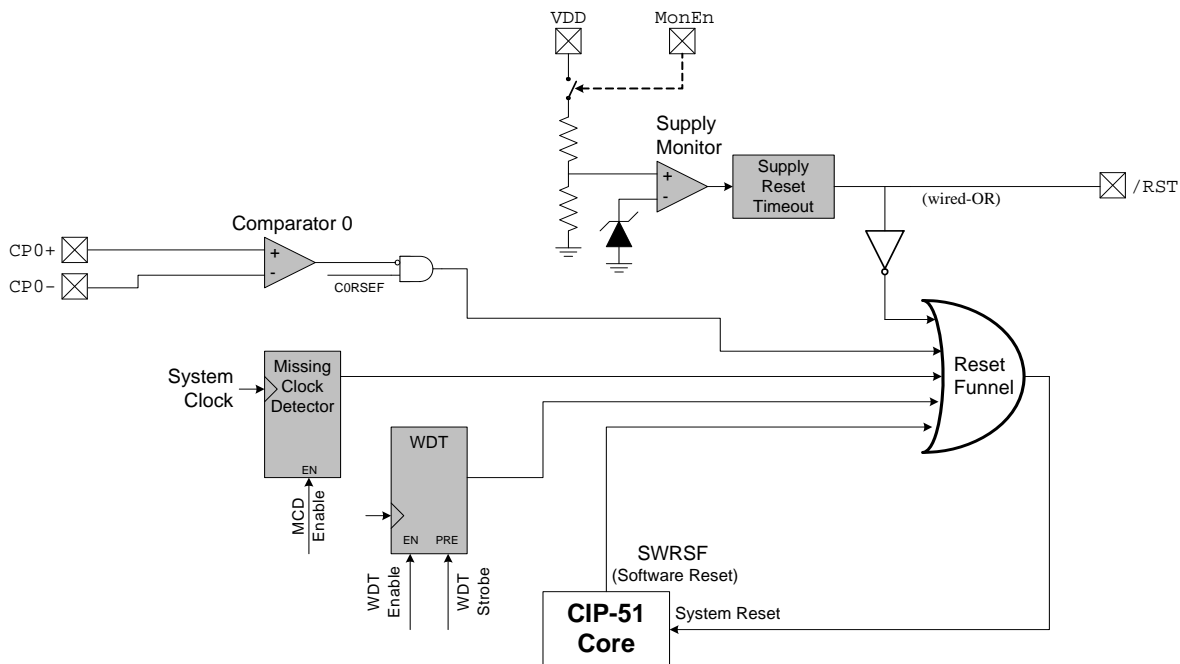 VDD
MonEn
Supply
Monitor
+
-
Supply
Reset
Timeout
(wired-OR)
/RST
Comparator 0
CP0+
CP0-
+
-
C0RSEF
System
Clock
Missing
Clock
Detector
EN
MCD
Enable
WDT
EN
PRE
WDT
Enable
WDT
Strobe
Reset
Funnel
SWRSF
(Software Reset)
CIP-51
Core
System Reset